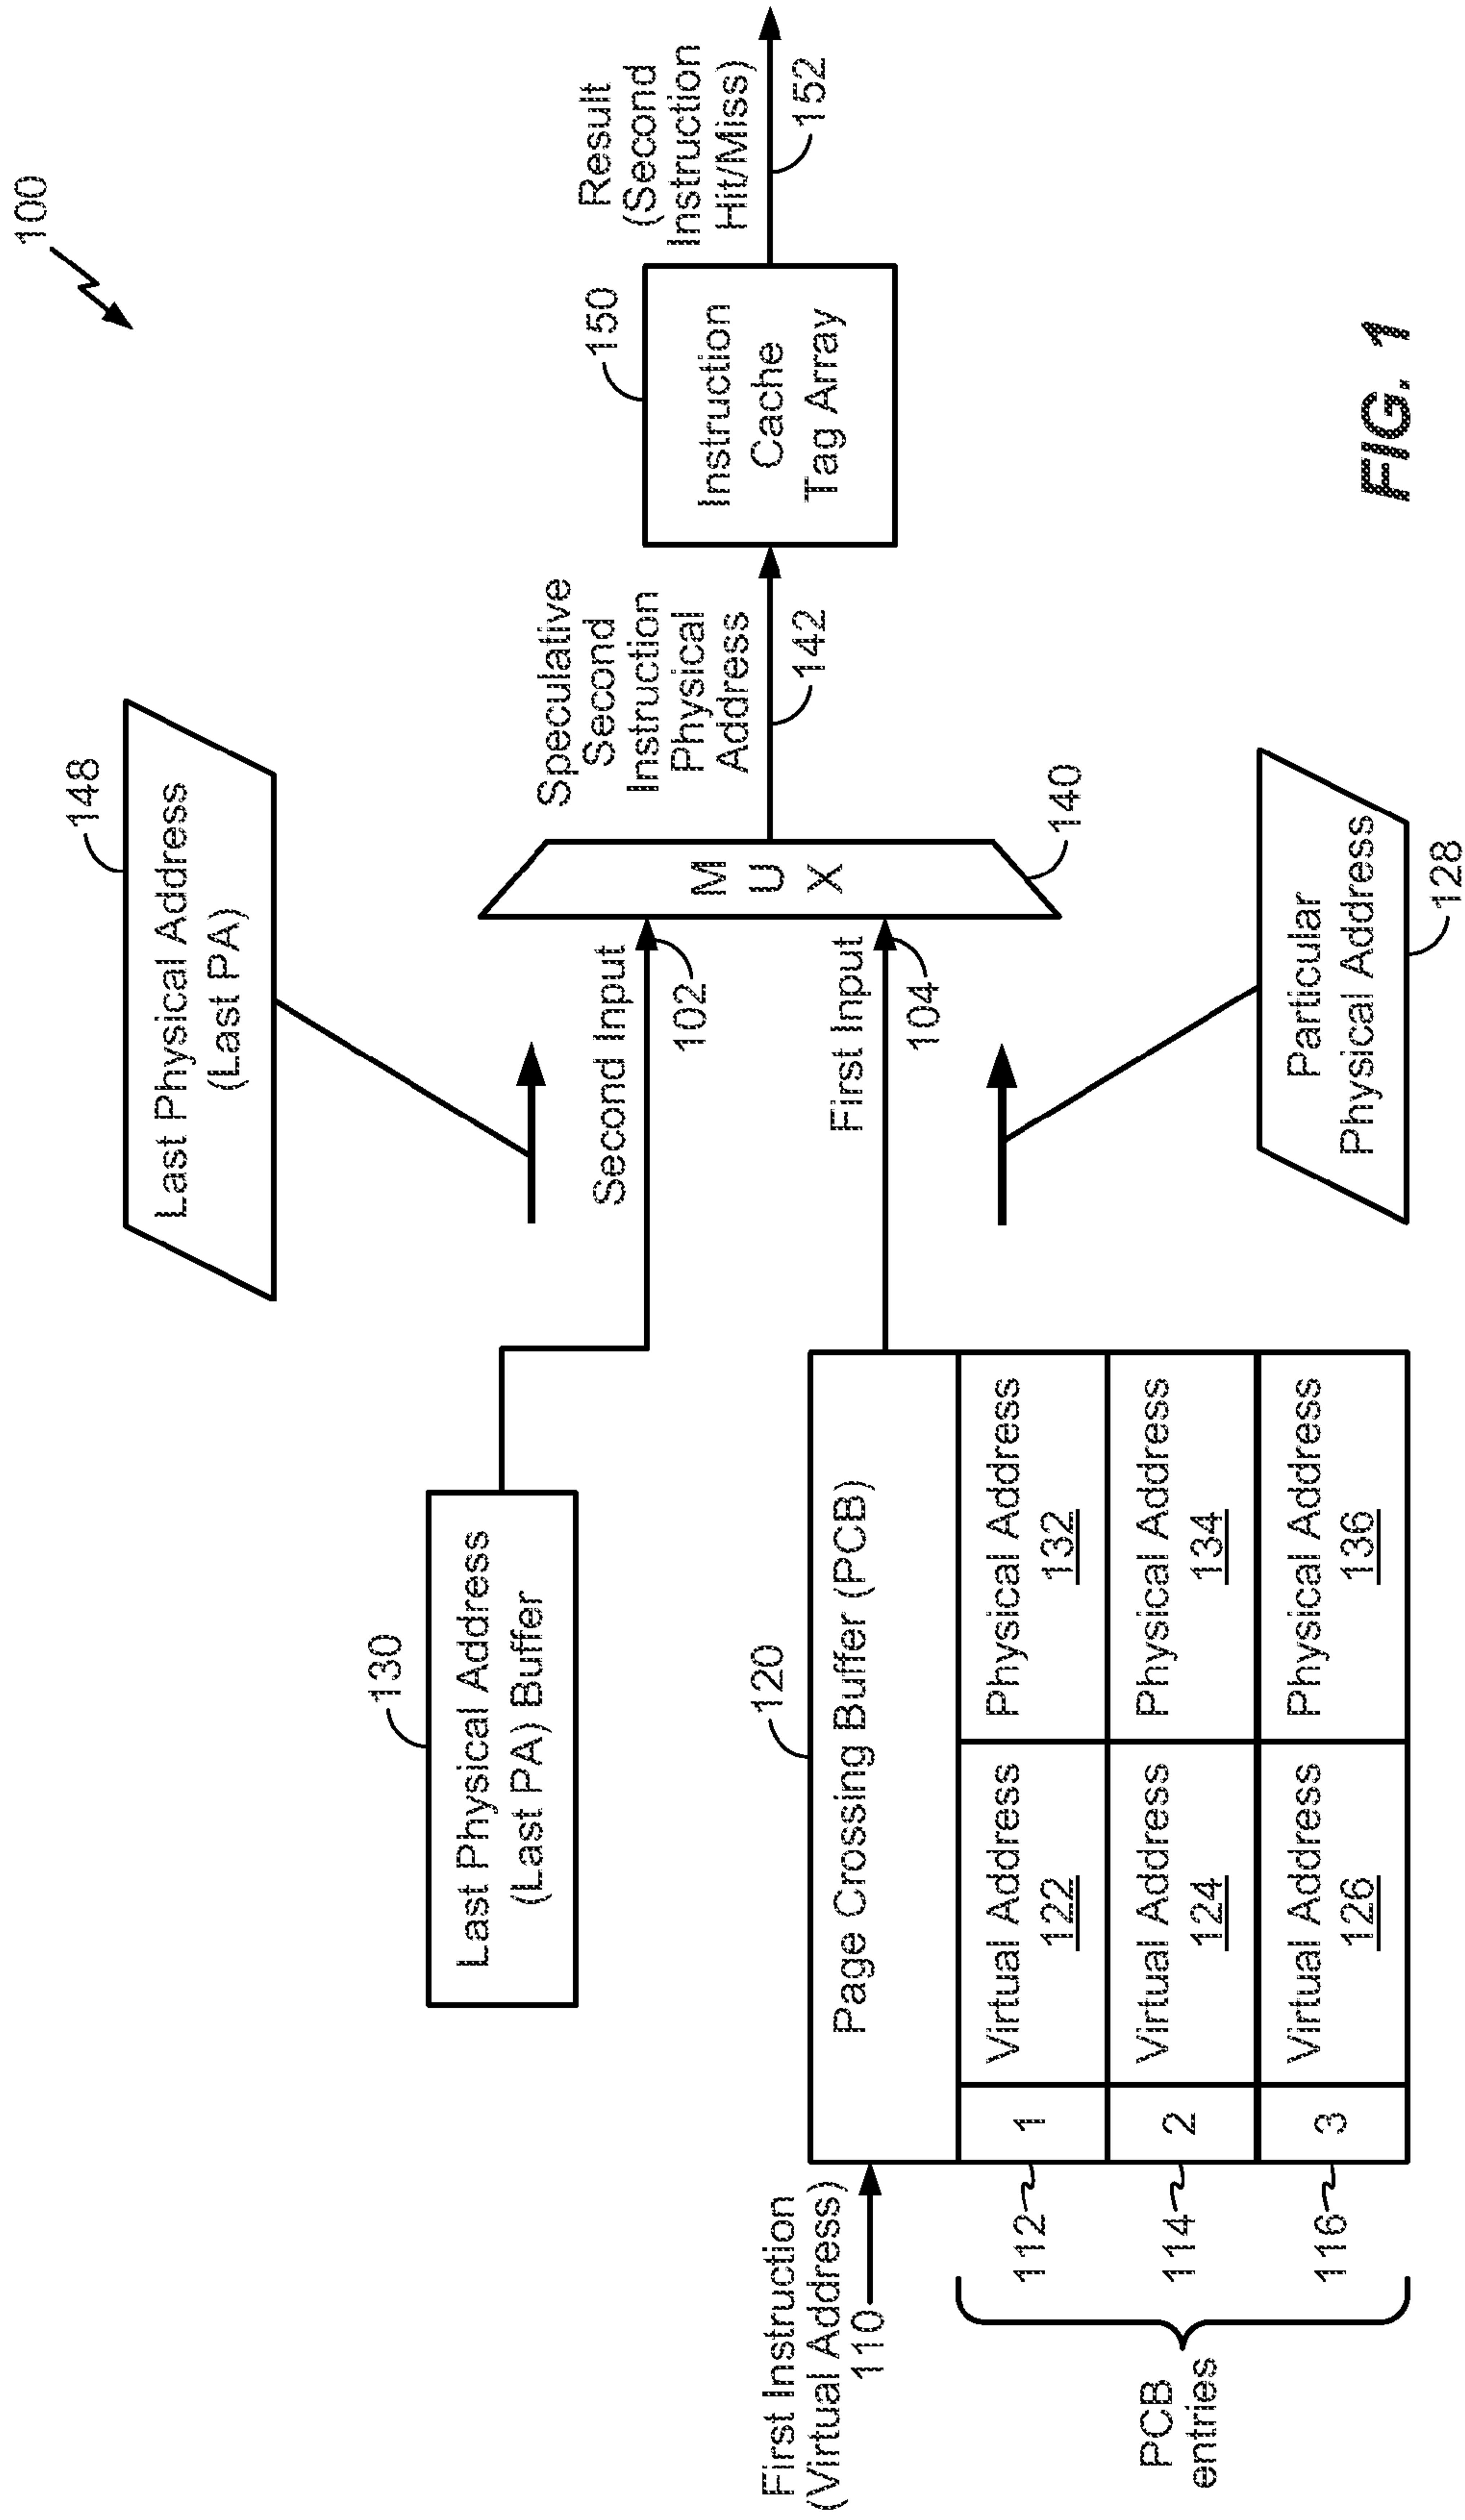 100
Last Physical Address
(Last PA)
148
130
Last Physical Address
(Last PA) Buffer
Second Input
102
First Input
104
M
U
X
140
Speculative
Second
Instruction
Physical
Address
142
150
Instruction
Cache
Tag Array
Result
(Second
Instruction
Hit/Miss)
152
First Instruction
(Virtual Address)
110
120
Page Crossing Buffer (PCB)
PCB
entries
112
1
Virtual Address
122
Physical Address
132
114
2
Virtual Address
124
Physical Address
134
116
3
Virtual Address
126
Physical Address
136
Particular
Physical Address
128
FIG. 1